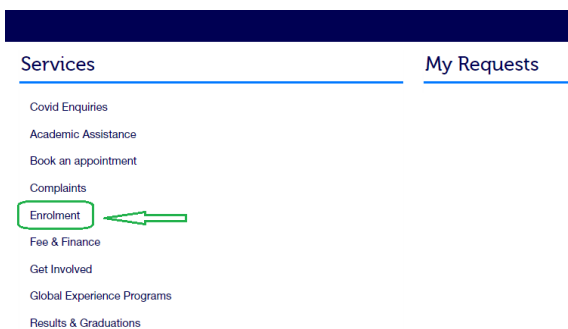 Services
My Requests
Covid Enquiries
Academic Assistance
Book an appointment
Complaints
Enrolment
Fee & Finance
Get Involved
Global Experience Programs
Results & Graduations